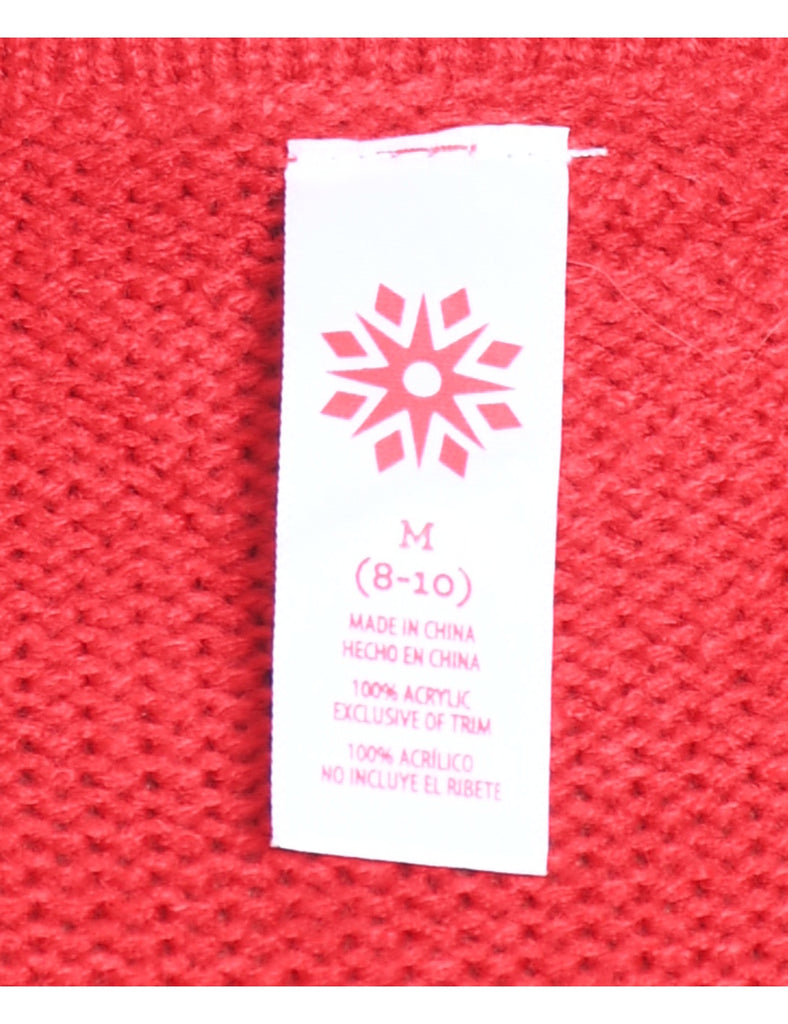 M
(8-10)
MADE IN CHINA
HECHO EN CHINA
100% ACRYLIC
EXCLUSIVE OF TRIM
100% ACRÍLICO
NO INCLUYE EL RIBETE